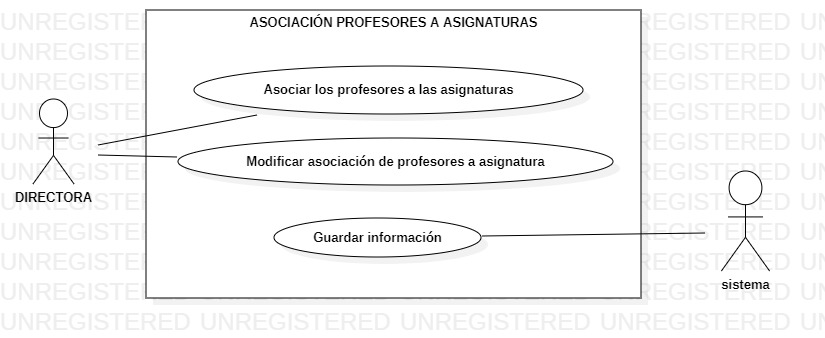 ASOCIACIÓN PROFESORES A ASIGNATURAS
Asociar los profesores a las asignaturas
Modificar asociación de profesores a asignatura
DIRECTORA
Guardar información
sistema
UNREGISTERED UNREGISTERED UNREGISTERED UNREGISTERED UN